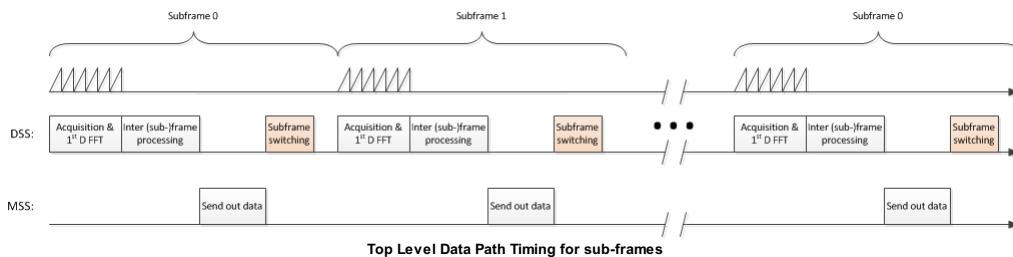 Subframe 0
Subframe 1
Subframe 0
DSS:
Acquisition &
1st D FFT
Inter (sub-)frame
processing
Subframe
switching
Acquisition &
1st D FFT
Inter (sub-)frame
processing
Subframe
switching
Acquisition &
1st D FFT
Inter (sub-)frame
processing
Subframe
switching
MSS:
Send out data
Send out data
Send out data
Top Level Data Path Timing for sub-frames